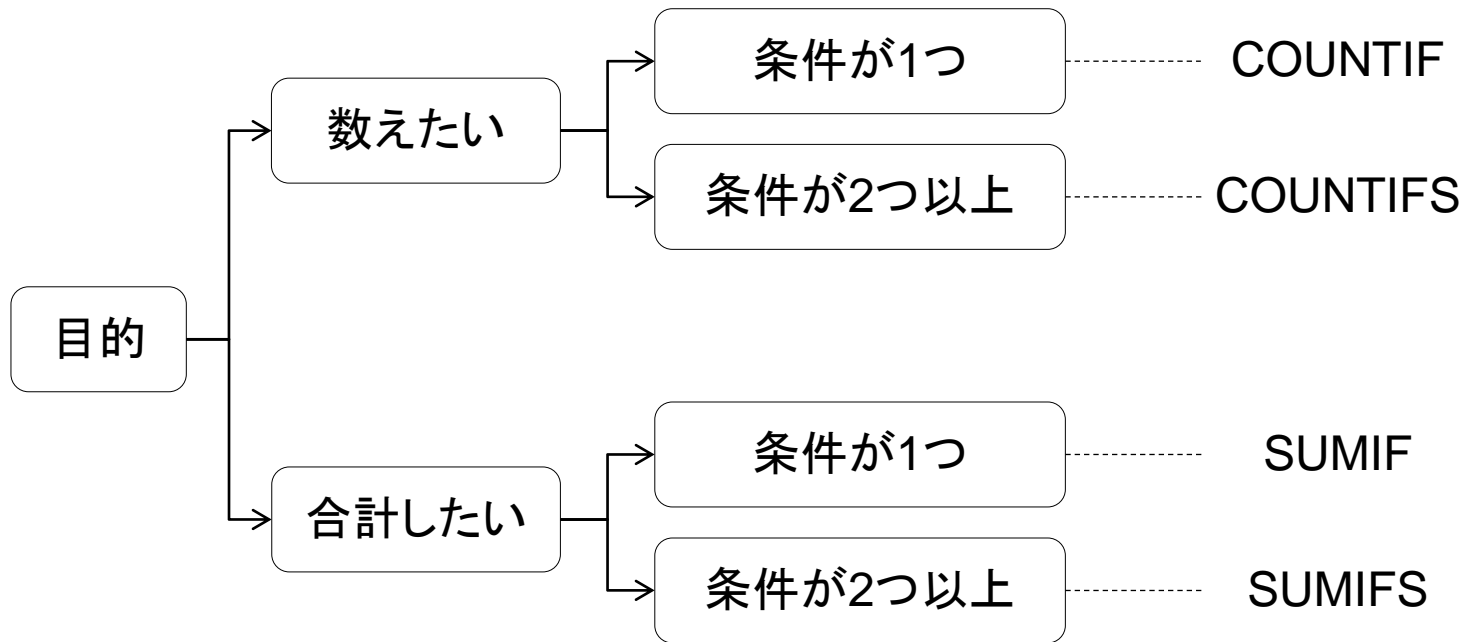 目的
数えたい
条件が1つ
COUNTIF
条件が2つ以上
COUNTIFS
合計したい
条件が1つ
SUMIF
条件が2つ以上
SUMIFS